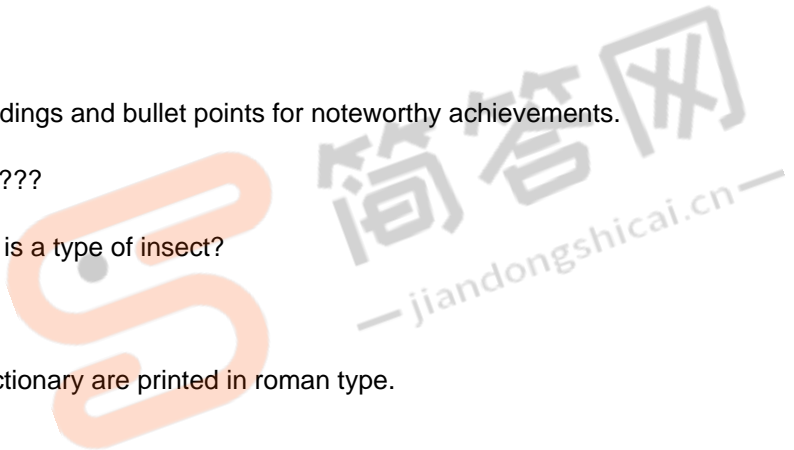 dings and bullet points for noteworthy achievements.
???
is a type of insect?
ctionary are printed in roman type.
简答网
jiandongshicai.cn